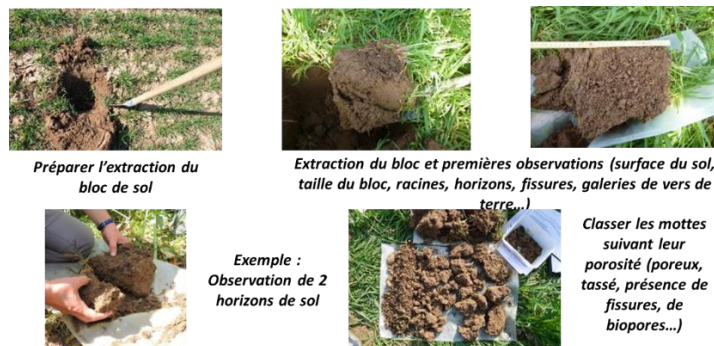 Préparer l'extraction du
bloc de sol
Extraction du bloc et premières observations (surface du sol,
taille du bloc, racines, horizons, fissures, galeries de vers de
terre…)
Exemple :
Observation de 2
horizons de sol
Classer les mottes
suivant leur
porosité (poreux,
tassé, présence de
fissures, de
biopores…)